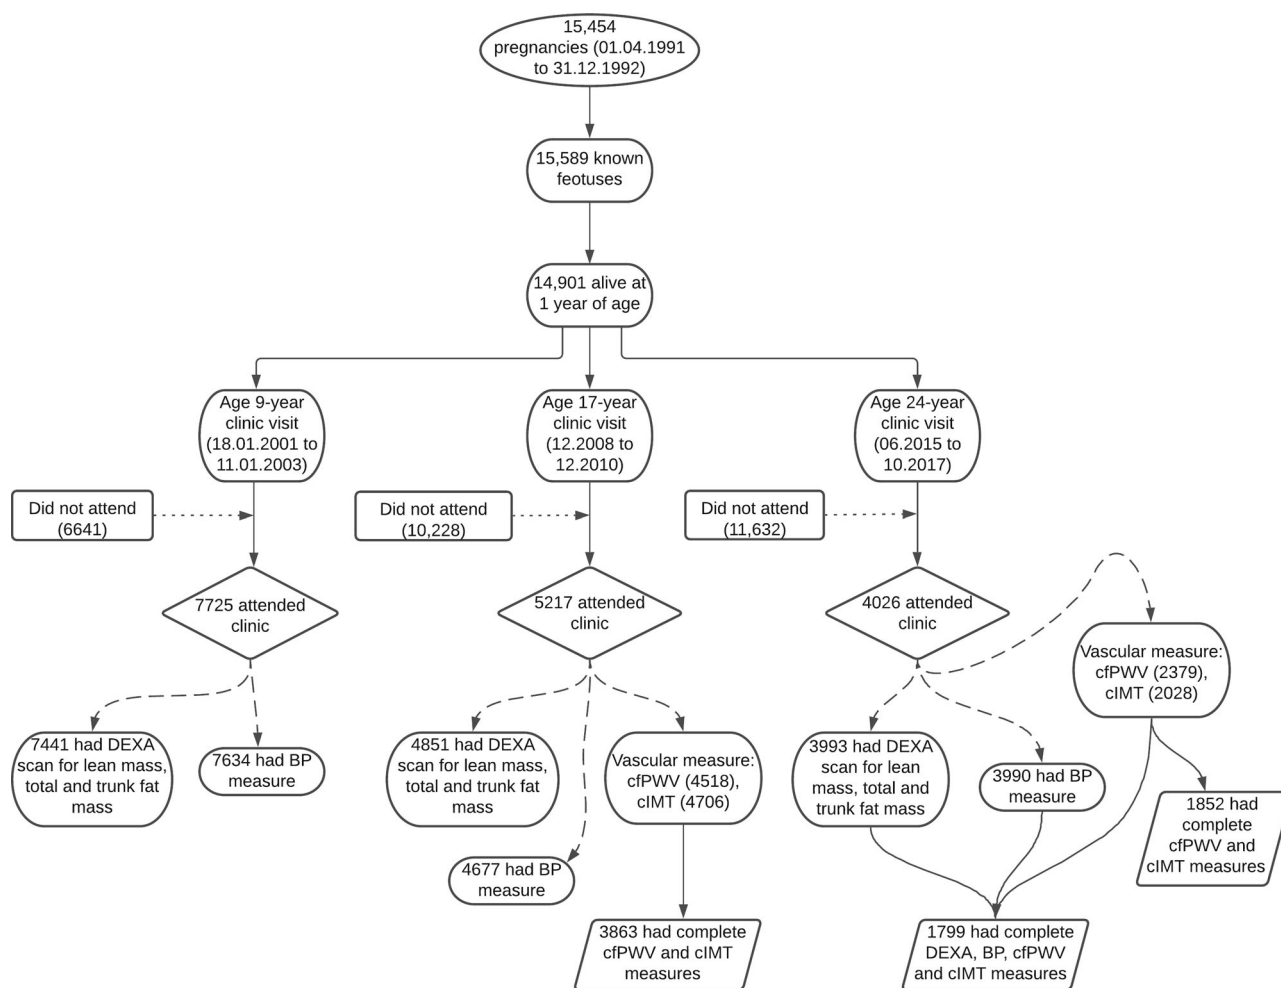 15,454
pregnancies (01.04.1991
to 31.12.1992)
15,589 known
feotuses
14,901 alive at
1 year of age
Age 9-year
clinic visit
(18.01.2001 to
11.01.2003)
Age 17-year
clinic visit
(12.2008 to
12.2010)
Age 24-year
clinic visit
(06.2015 to
10.2017)
Did not attend
(6641)
Did not attend
(10,228)
Did not attend
(11,632)
7725 attended
clinic
5217 attended
clinic
4026 attended
clinic
Vascular measure:
cfPWV (2379),
cIMT (2028)
7441 had DEXA
scan for lean mass,
total and trunk fat
mass
7634 had BP
measure
4851 had DEXA
scan for lean mass,
total and trunk fat
mass
Vascular measure:
cfPWV (4518),
cIMT (4706)
3993 had DEXA
scan for lean
mass, total and
trunk fat mass
3990 had BP
measure
1852 had
complete
cfPWV and
cIMT measures
4677 had BP
measure
3863 had complete
cfPWV and cIMT
measures
1799 had complete
DEXA, BP, cfPWV
and cIMT measures